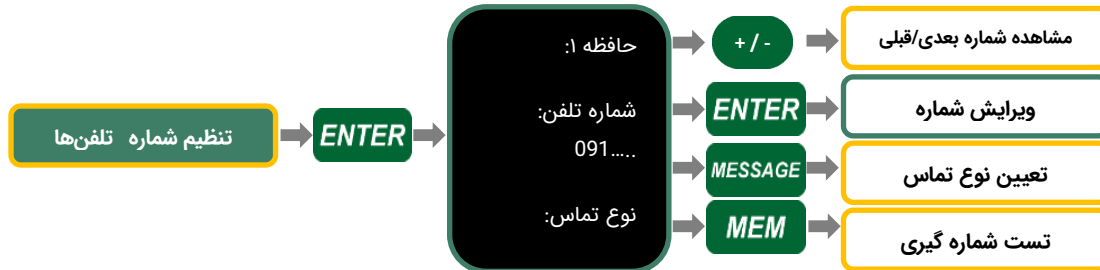 تنظیم شماره تلفن‌ها
ENTER
حافظه ۱:
شماره تلفن:
091.....
نوع تماس:
+ / -
مشاهده شماره بعدی/قبلی
ENTER
ویرایش شماره
MESSAGE
تعیین نوع تماس
MEM
تست شماره گیری